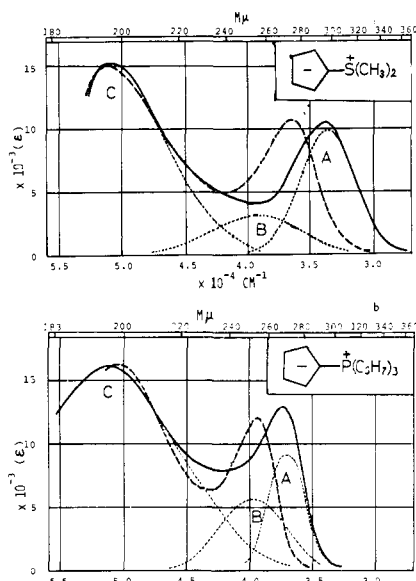 Mμ
190 200 220 240 260 280 300 320 340 360
15
10
5
0
× 10⁻³ (ε)
C
B
A
−
+
S(CH₃)₂
5.5 5.0 4.5 4.0 3.5 3.0
× 10⁻⁴ CM⁻¹
Mμ
b
193 200 220 240 260 280 300 320 340 360
15
10
5
0
× 10⁻³ (ε)
C
B
A
−
+
P(C₃H₇)₃
5.0 4.5 4.0 3.5